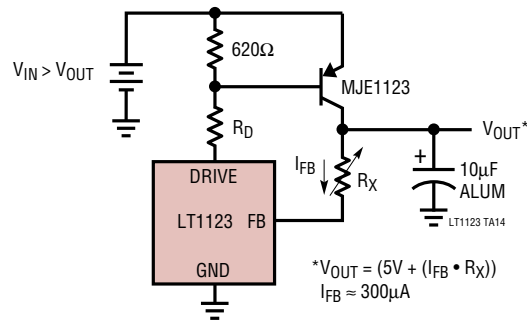 620Ω
V_IN > V_OUT
MJE1123
R_D
V_OUT*
I_FB
R_X
+
10µF
ALUM
DRIVE
LT1123 FB
GND
LT1123 TA14
*V_OUT = (5V + (I_FB • R_X))
I_FB ≈ 300µA